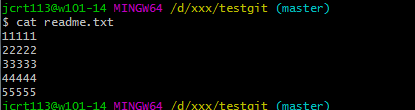 jcrt113@w101-14 MINGW64 /d/xxx/testgit (master)
$ cat readme.txt
11111
22222
33333
44444
55555
jcrt113@w101-14 MINGW64 /d/xxx/testgit (master)